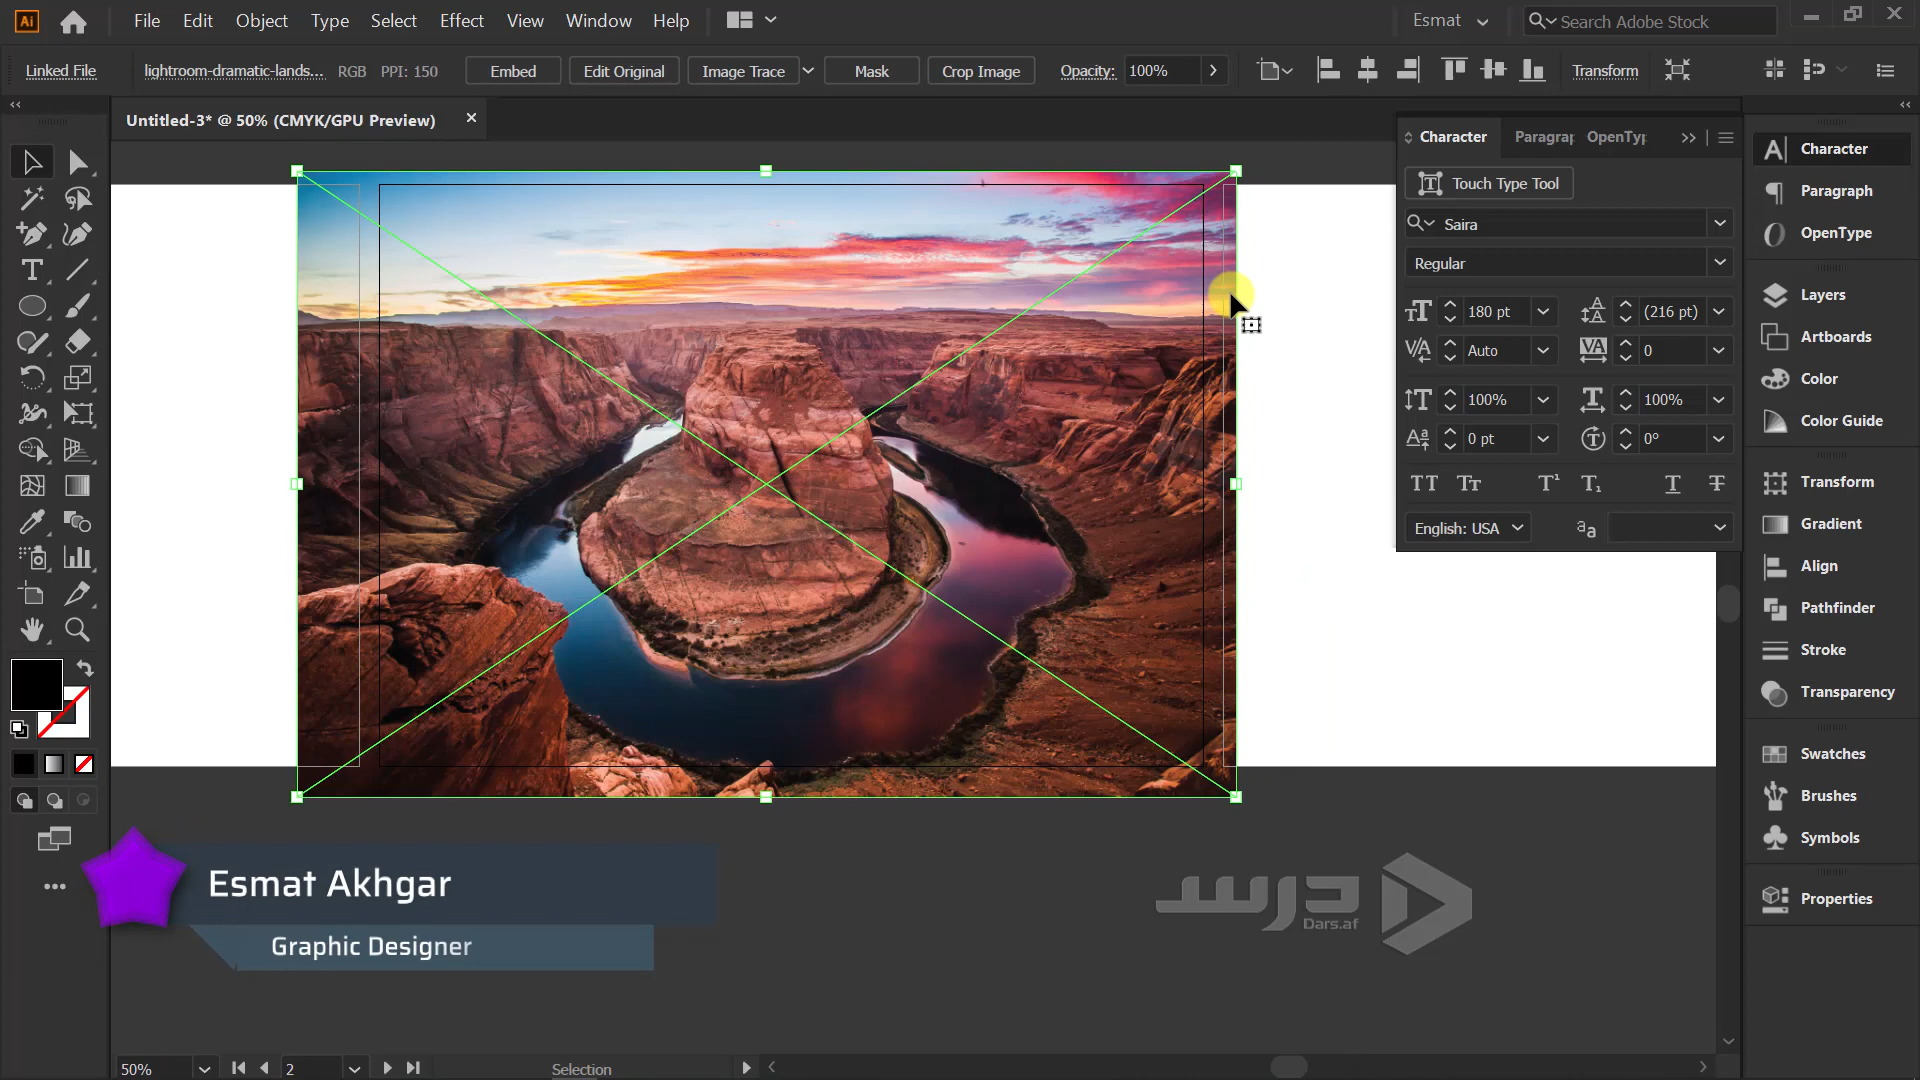 Ai File Edit Object Type Select Effect View Window Help Esmat Search Adobe Stock
Linked File lightroom-dramatic-lands... RGB PPI: 150 Embed Edit Original Image Trace Mask Crop Image Opacity: 100% Transform
Untitled-3* @ 50% (CMYK/GPU Preview)
Character Paragraph OpenTyp
Touch Type Tool
Saira
Regular
180 pt (216 pt)
Auto 0
100% 100%
0 pt 0°
English: USA
Character
Paragraph
OpenType
Layers
Artboards
Color
Color Guide
Transform
Gradient
Align
Pathfinder
Stroke
Transparency
Swatches
Brushes
Symbols
Properties
Esmat Akhgar
Graphic Designer
درس
Dars.af
50% 2 Selection